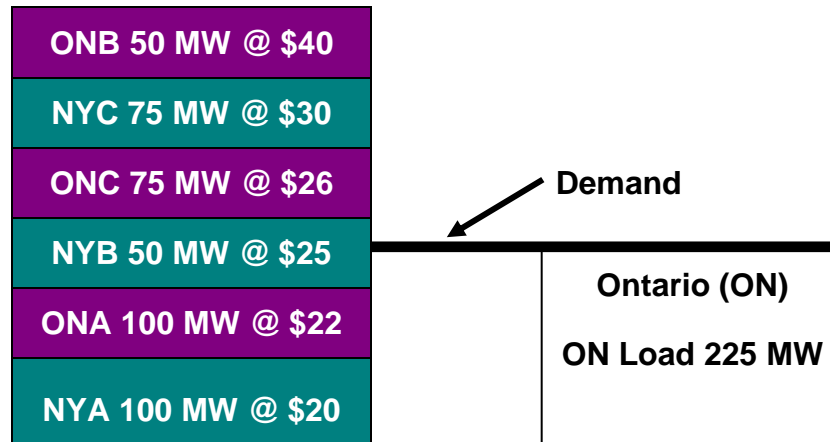 ONB 50 MW @ $40
NYC 75 MW @ $30
ONC 75 MW @ $26
NYB 50 MW @ $25
ONA 100 MW @ $22
NYA 100 MW @ $20
Demand
Ontario (ON)
ON Load 225 MW